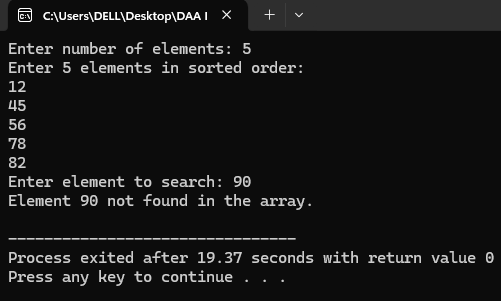 C:\Users\DELL\Desktop\DAA l
Enter number of elements: 5
Enter 5 elements in sorted order:
12
45
56
78
82
Enter element to search: 90
Element 90 not found in the array.
--------------------------------
Process exited after 19.37 seconds with return value 0
Press any key to continue . . .